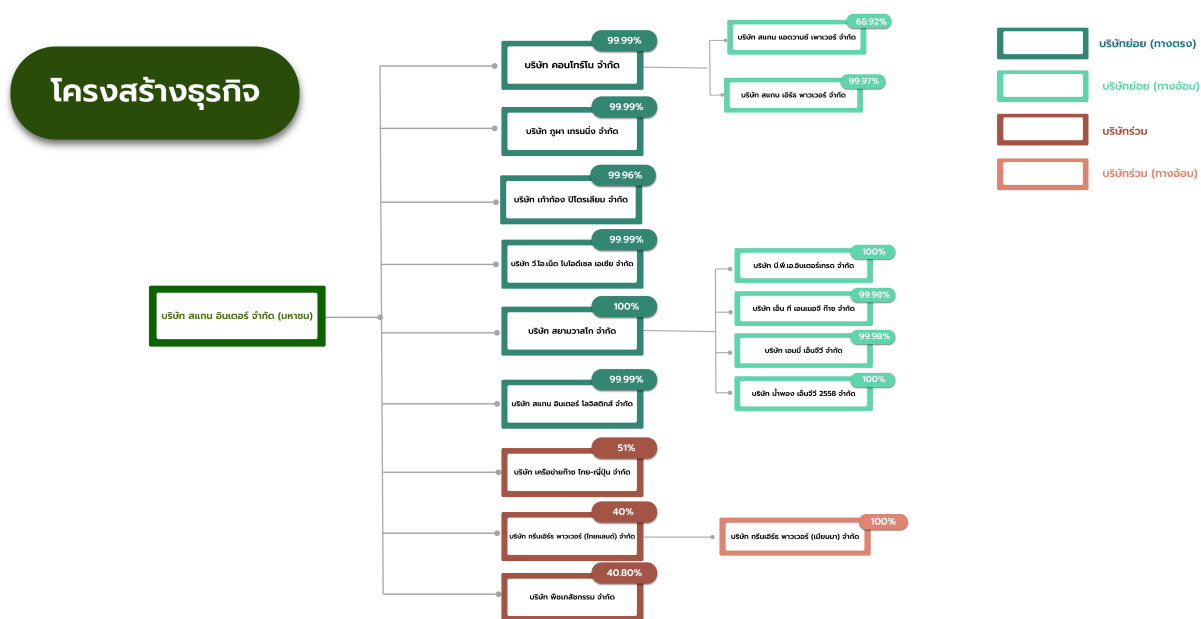 โครงสร้างธุรกิจ
บริษัท สแกน อินเตอร์ จำกัด (มหาชน)
99.99%
บริษัท คอนโทร์โน จำกัด
68.92%
บริษัท สแกน แอดวานซ์ เพาเวอร์ จำกัด
99.97%
บริษัท สแกน เอิร์ธ พาวเวอร์ จำกัด
99.99%
บริษัท ภูผา เทรนนิ่ง จำกัด
99.96%
บริษัท เก้าก้อง ปิโตรเลียม จำกัด
99.99%
บริษัท วี.โอ.เน็ต ไบโอดีเซล เอเชีย จำกัด
100%
บริษัท สยามวาสโก จำกัด
100%
บริษัท บี.พี.เอ.อินเตอร์เทรด จำกัด
99.98%
บริษัท เอ็น ที เอนเนอจี ก๊าซ จำกัด
99.98%
บริษัท เอมมี่ เอ็นจีวี จำกัด
100%
บริษัท น้ำพอง เอ็นจีวี 2558 จำกัด
99.99%
บริษัท สแกน อินเตอร์ โลจิสติกส์ จำกัด
51%
บริษัท เครือข่ายก๊าซ ไทย-ญี่ปุ่น จำกัด
40%
บริษัท กรีนเอิร์ธ พาวเวอร์ (ไทยแลนด์) จำกัด
100%
บริษัท กรีนเอิร์ธ พาวเวอร์ (เมียนมา) จำกัด
40.80%
บริษัท พืชเภสัชกรรม จำกัด
บริษัทย่อย (ทางตรง)
บริษัทย่อย (ทางอ้อม)
บริษัทร่วม
บริษัทร่วม (ทางอ้อม)